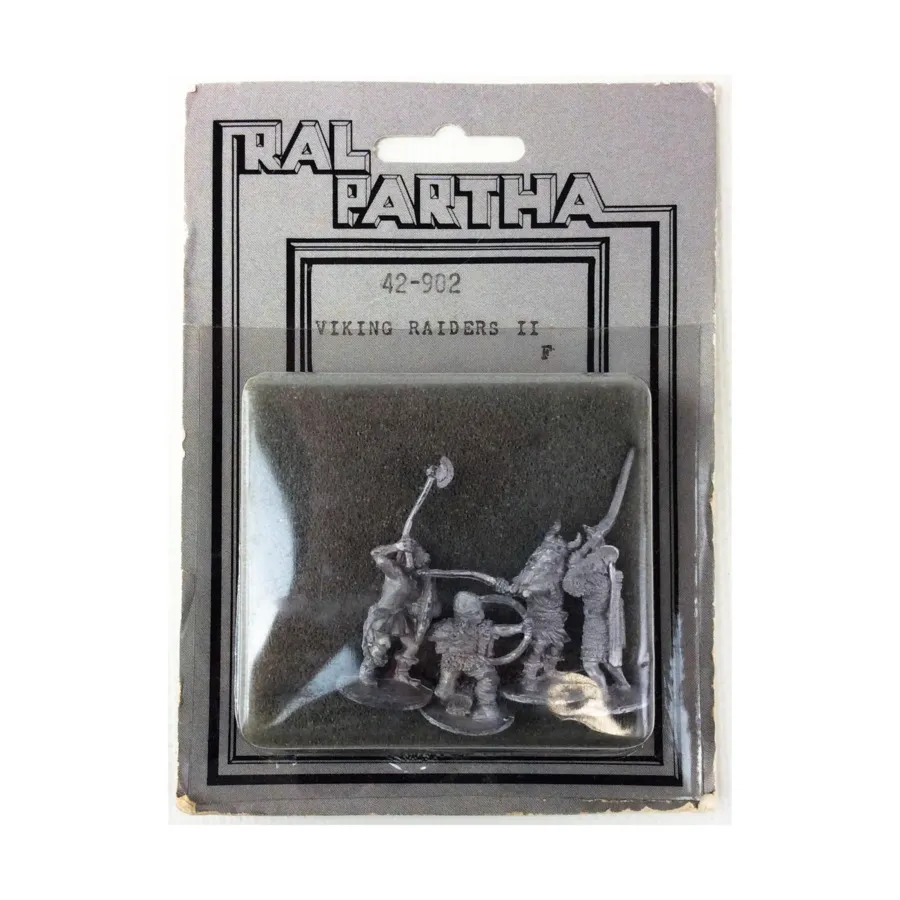 RAL
PARTHA
42-902
VIKING RAIDERS II
F